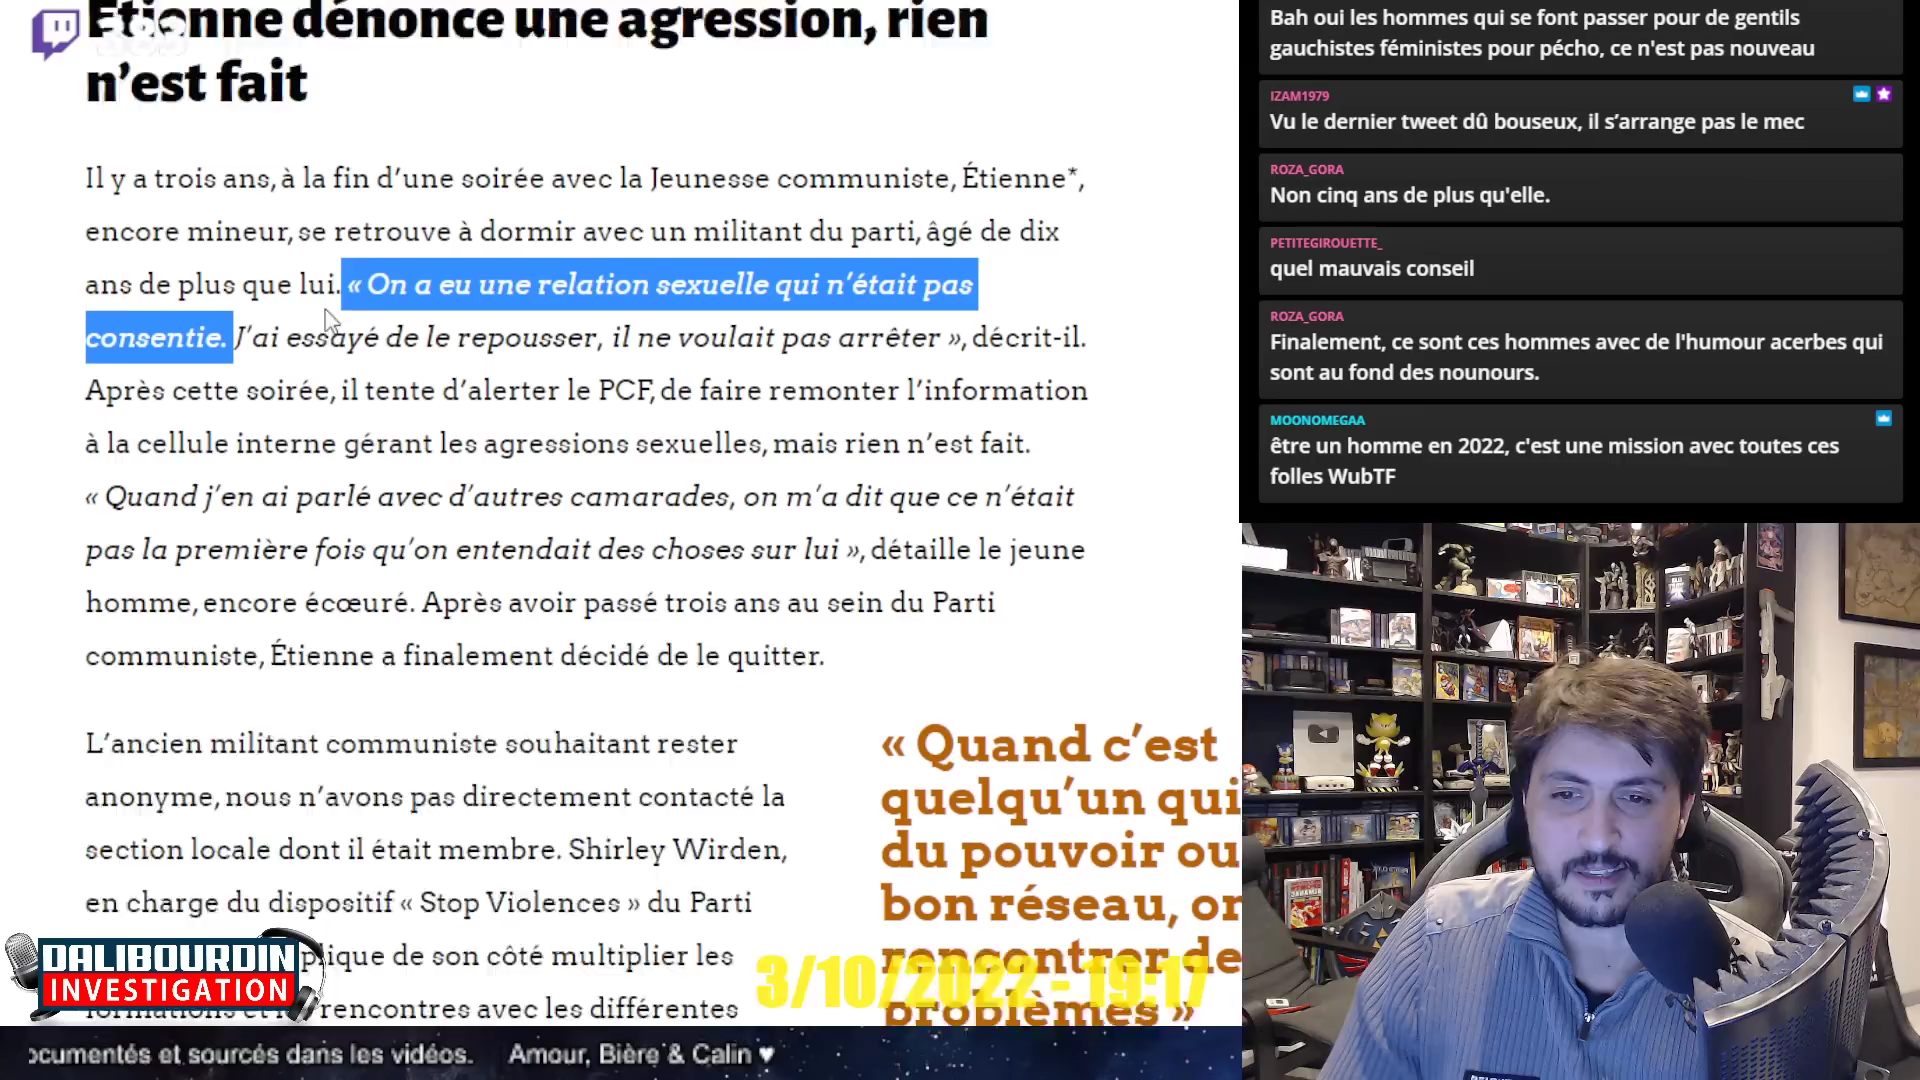 Étienne dénonce une agression, rien
n’est fait
Il y a trois ans, à la fin d’une soirée avec la Jeunesse communiste, Étienne*,
encore mineur, se retrouve à dormir avec un militant du parti, âgé de dix
ans de plus que lui. « On a eu une relation sexuelle qui n’était pas
consentie. J’ai essayé de le repousser, il ne voulait pas arrêter », décrit-il.
Après cette soirée, il tente d’alerter le PCF, de faire remonter l’information
à la cellule interne gérant les agressions sexuelles, mais rien n’est fait.
« Quand j’en ai parlé avec d’autres camarades, on m’a dit que ce n’était
pas la première fois qu’on entendait des choses sur lui », détaille le jeune
homme, encore écœuré. Après avoir passé trois ans au sein du Parti
communiste, Étienne a finalement décidé de le quitter.
L’ancien militant communiste souhaitant rester
anonyme, nous n’avons pas directement contacté la
section locale dont il était membre. Shirley Wirden,
en charge du dispositif « Stop Violences » du Parti
plique de son côté multiplier les
rencontres avec les différentes
« Quand c’est
quelqu’un qui
du pouvoir ou
bon réseau, on
rencontrer de
problèmes »
3/10/2022 - 19:17
DALIBOURDIN
INVESTIGATION
ocumentés et sourcés dans les vidéos. Amour, Bière & Calin ♥
Bah oui les hommes qui se font passer pour de gentils
gauchistes féministes pour pécho, ce n'est pas nouveau
IZAM1979
Vu le dernier tweet dû bouseux, il s’arrange pas le mec
ROZA_GORA
Non cinq ans de plus qu'elle.
PETITEGIROUETTE_
quel mauvais conseil
ROZA_GORA
Finalement, ce sont ces hommes avec de l'humour acerbes qui
sont au fond des nounours.
MOONOMEGAA
être un homme en 2022, c'est une mission avec toutes ces
folles WubTF